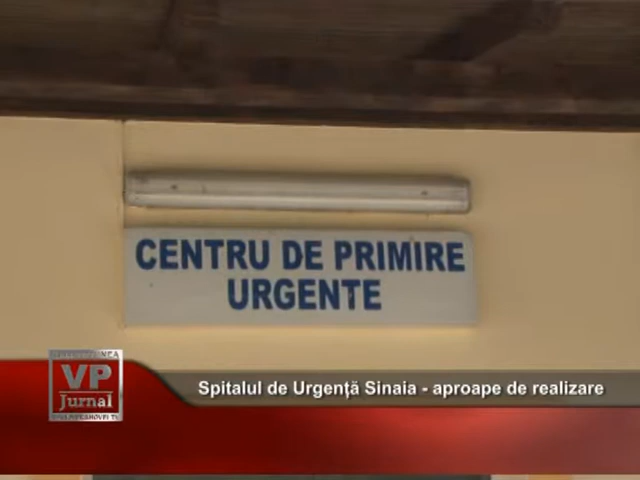 CENTRU DE PRIMIRE
URGENTE
VP
Jurnal
Spitalul de Urgență Sinaia - aproape de realizare